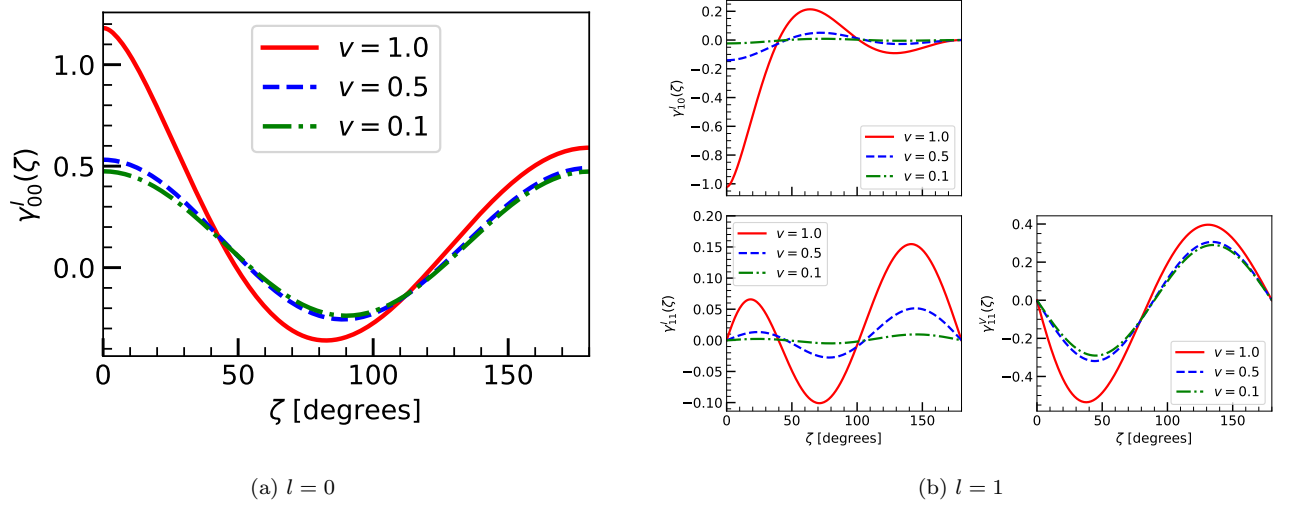 γ^I_00(ζ)
1.0
0.5
0.0
v = 1.0
v = 0.5
v = 0.1
0 50 100 150
ζ [degrees]
(a) l = 0
γ^I_10(ζ)
0.2
0.0
−0.2
−0.4
−0.6
−0.8
−1.0
v = 1.0
v = 0.5
v = 0.1
γ^I_11(ζ)
0.20
0.15
0.10
0.05
0.00
−0.05
−0.10
v = 1.0
v = 0.5
v = 0.1
0 50 100 150
ζ [degrees]
γ^V_11(ζ)
0.4
0.2
0.0
−0.2
−0.4
v = 1.0
v = 0.5
v = 0.1
0 50 100 150
ζ [degrees]
(b) l = 1